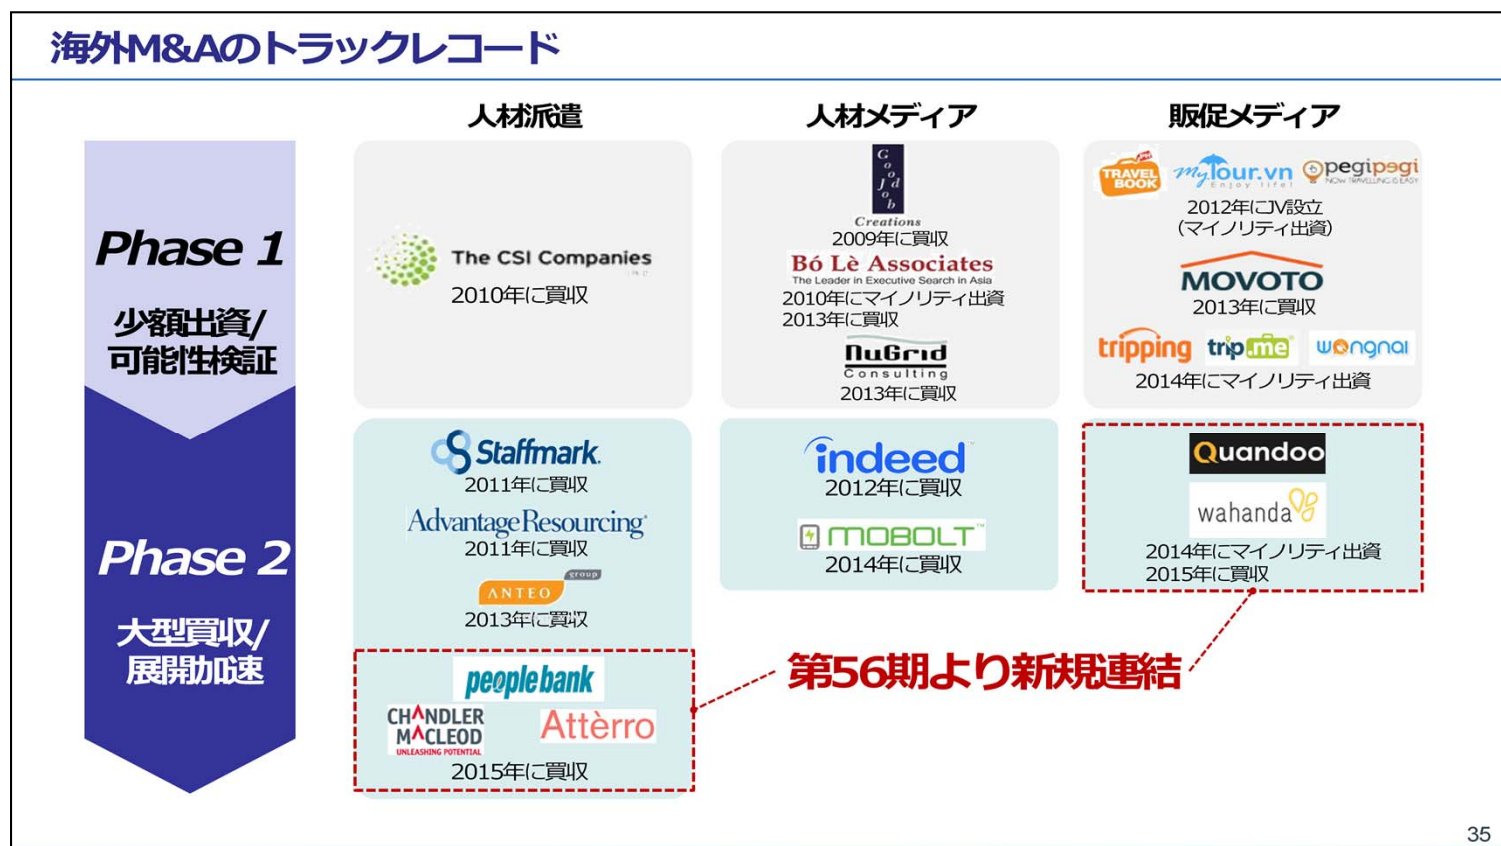 海外M&Aのトラックレコード
人材派遣
人材メディア
販促メディア
Phase 1
少額出資/
可能性検証
The CSI Companies
2010年に買収
Good Job
Creations
2009年に買収
Bó Lè Associates
The Leader in Executive Search in Asia
2010年にマイノリティ出資
2013年に買収
NuGrid
Consulting
2013年に買収
TRAVEL
BOOK
myTour.vn
Enjoy life!
pegipegi
NOW TRAVELLING IS EASY
2012年にJV設立
（マイノリティ出資）
MOVOTO
2013年に買収
tripping
trip.me
wongnai
2014年にマイノリティ出資
Phase 2
大型買収/
展開加速
Staffmark.
2011年に買収
Advantage Resourcing
2011年に買収
group
ANTEO
2013年に買収
peoplebank
CHANDLER
MACLEOD
UNLEASHING POTENTIAL
Attèrro
2015年に買収
indeed
2012年に買収
MOBOLT™
2014年に買収
Quandoo
wahanda
2014年にマイノリティ出資
2015年に買収
第56期より新規連結
35